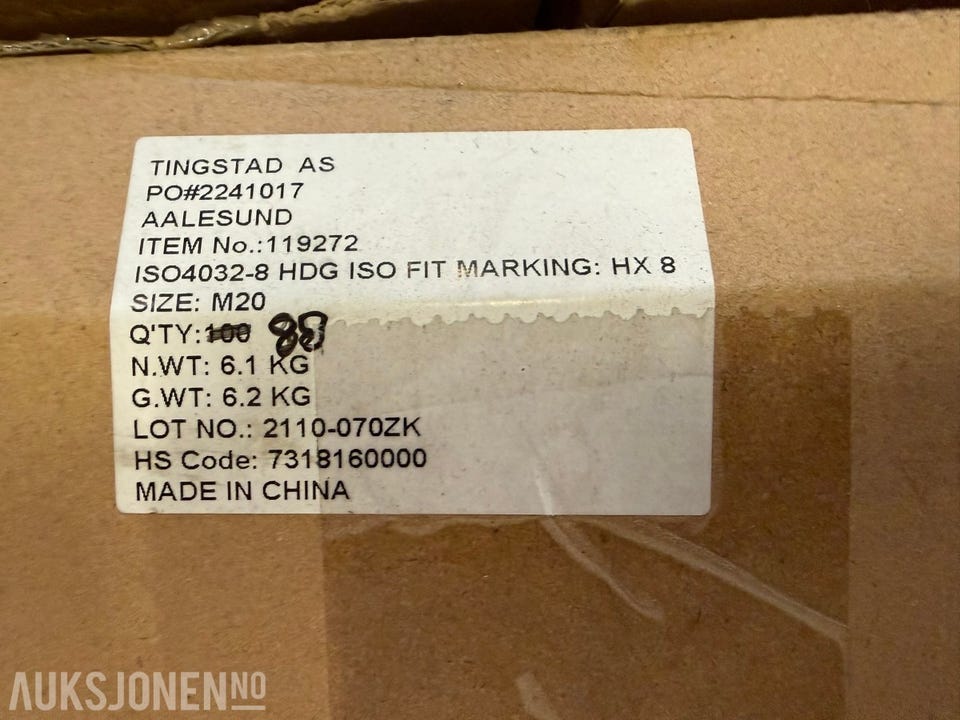 TINGSTAD AS
PO#2241017
AALESUND
ITEM No.:119272
ISO4032-8 HDG ISO FIT MARKING: HX 8
SIZE: M20
Q'TY:100 88
N.WT: 6.1 KG
G.WT: 6.2 KG
LOT NO.: 2110-070ZK
HS Code: 7318160000
MADE IN CHINA
AUKSJONEN NO